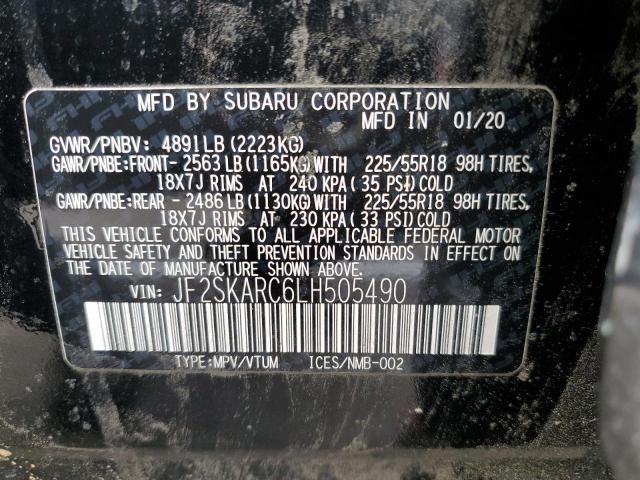 MFD BY SUBARU CORPORATION
MFD IN 01/20
GVWR/PNBV: 4891LB (2223KG)
GAWR/PNBE:FRONT- 2563 LB (1165KG) WITH 225/55R18 98H TIRES,
18X7J RIMS AT 240 KPA (35 PSI) COLD
GAWR/PNBE:REAR - 2486 LB (1130KG) WITH 225/55R18 98H TIRES,
18X7J RIMS AT 230 KPA (33 PSI) COLD
THIS VEHICLE CONFORMS TO ALL APPLICABLE FEDERAL MOTOR
VEHICLE SAFETY AND THEFT PREVENTION STANDARDS IN EFFECT ON
THE DATE OF MANUFACTURE SHOWN ABOVE.
VIN: JF2SKARC6LH505490
TYPE:MPV/VTUM ICES/NMB-002